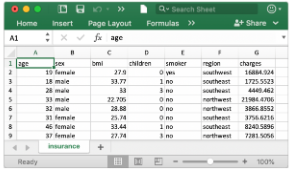 Search Sheet
Home Insert Page Layout Formulas >> Share
A1 fx age
A B C D E F G
1 age sex bmi children smoker region charges
2 19 female 27.9 0 yes southwest 16884.924
3 18 male 33.77 1 no southeast 1725.5523
4 28 male 33 3 no southeast 4449.462
5 33 male 22.705 0 no northwest 21984.4706
6 32 male 28.88 0 no northwest 3866.8552
7 31 female 25.74 0 no southeast 3756.6216
8 46 female 33.44 1 no southeast 8240.5896
9 37 female 27.74 3 no northwest 7281.5056
insurance +
Ready 100%